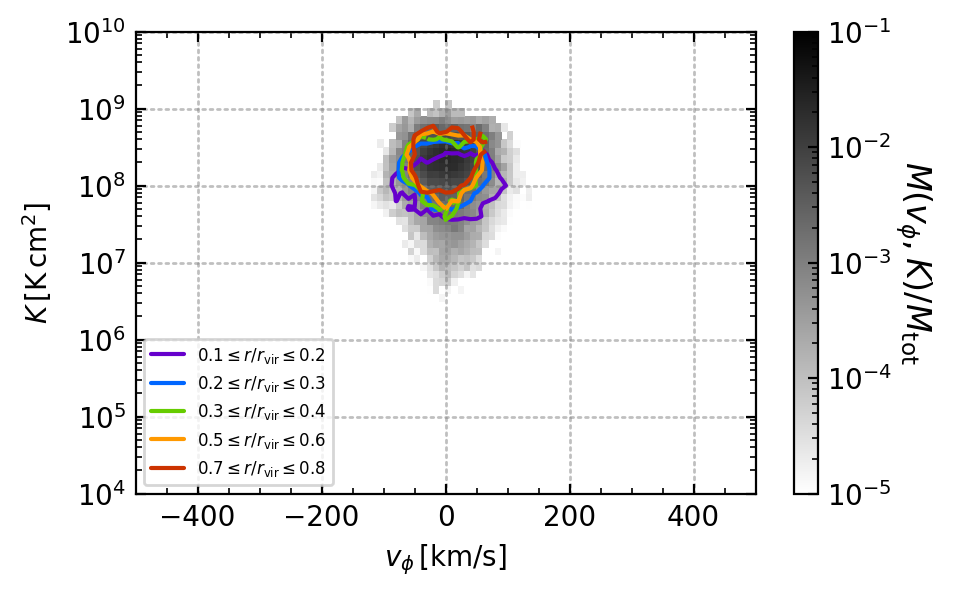 10^10
10^9
10^8
10^7
10^6
10^5
10^4
K [K cm^2]
0.1 ≤ r/r_vir ≤ 0.2
0.2 ≤ r/r_vir ≤ 0.3
0.3 ≤ r/r_vir ≤ 0.4
0.5 ≤ r/r_vir ≤ 0.6
0.7 ≤ r/r_vir ≤ 0.8
−400 −200 0 200 400
v_ϕ [km/s]
10^−1
10^−2
10^−3
10^−4
10^−5
M(v_ϕ, K)/M_tot